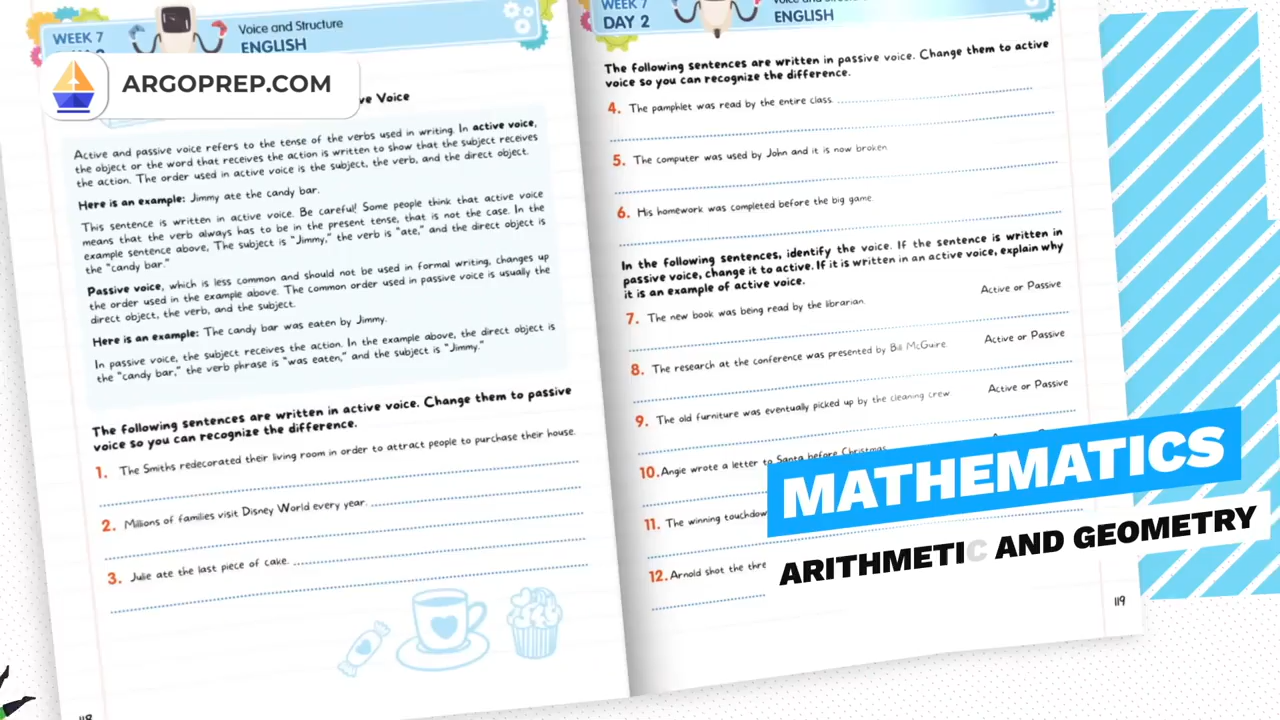 WEEK 7
Voice and Structure
ENGLISH
ARGOPREP.COM
Voice
Active and passive voice refers to the tense of the verbs used in writing. In active voice,
the object or the word that receives the action is written to show that the subject receives
the action. The order used in active voice is the subject, the verb, and the direct object.
Here is an example: Jimmy ate the candy bar.
This sentence is written in active voice. Be careful! Some people think that active voice
means that the verb always has to be in the present tense, that is not the case. In the
example sentence above, The subject is "Jimmy," the verb is "ate," and the direct object is
the "candy bar."
Passive voice, which is less common and should not be used in formal writing, changes up
the order used in the example above. The common order used in passive voice is usually the
direct object, the verb, and the subject.
Here is an example: The candy bar was eaten by Jimmy.
In passive voice, the subject receives the action. In the example above, the direct object is
the "candy bar," the verb phrase is "was eaten," and the subject is "Jimmy."
The following sentences are written in active voice. Change them to passive
voice so you can recognize the difference.
1. The Smiths redecorated their living room in order to attract people to purchase their house.
2. Millions of families visit Disney World every year.
3. Julie ate the last piece of cake.
WEEK 7
DAY 2
ENGLISH
The following sentences are written in passive voice. Change them to active
voice so you can recognize the difference.
4. The pamphlet was read by the entire class.
5. The computer was used by John and it is now broken.
6. His homework was completed before the big game.
In the following sentences, identify the voice. If the sentence is written in
passive voice, change it to active. If it is written in an active voice, explain why
it is an example of active voice.
7. The new book was being read by the librarian. Active or Passive
8. The research at the conference was presented by Bill McGuire Active or Passive
9. The old furniture was eventually picked up by the cleaning crew Active or Passive
10. Angie wrote a letter to Santa before Christmas.
11. The winning touchdow
12. Arnold shot the thre
119
MATHEMATICS
ARITHMETIC AND GEOMETRY